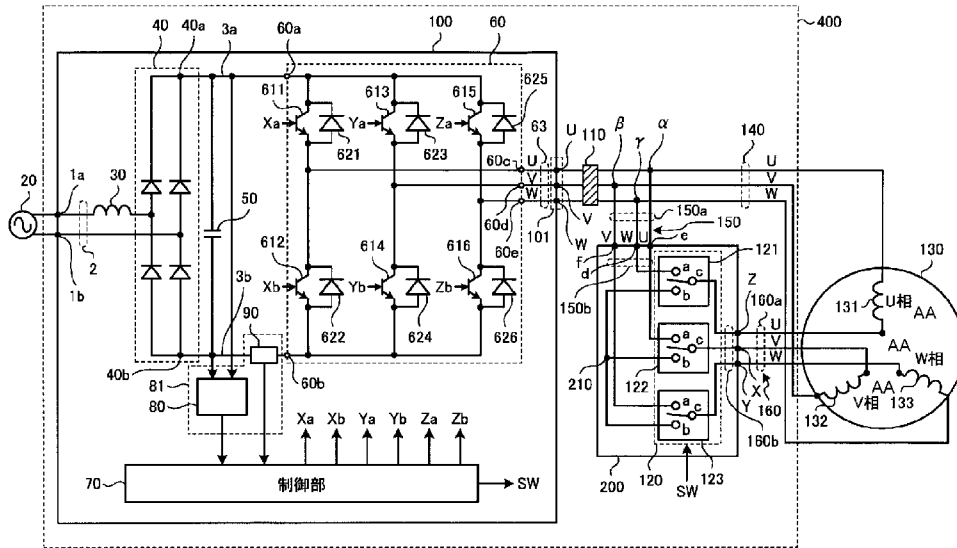 400
100
40
40a
3a
60a
60
611
613
615
625
Xa
Ya
Za
621
623
63
U
110
β
γ
α
140
60c
U
V
W
U
V
W
20
1a
30
50
60d
60e
101
V
W
150a
150
V
W
U
e
121
f
d
a
c
b
130
131
U相
AA
2
1b
612
614
616
Xb
Yb
Zb
3b
90
622
624
626
150b
Z
160a
U
V
W
AA
W相
40b
81
80
60b
210
122
a
c
b
X
Y
160
132
AA
V相
133
a
c
b
160b
Xa
Xb
Ya
Yb
Za
Zb
70
制御部
SW
200
120
SW
123